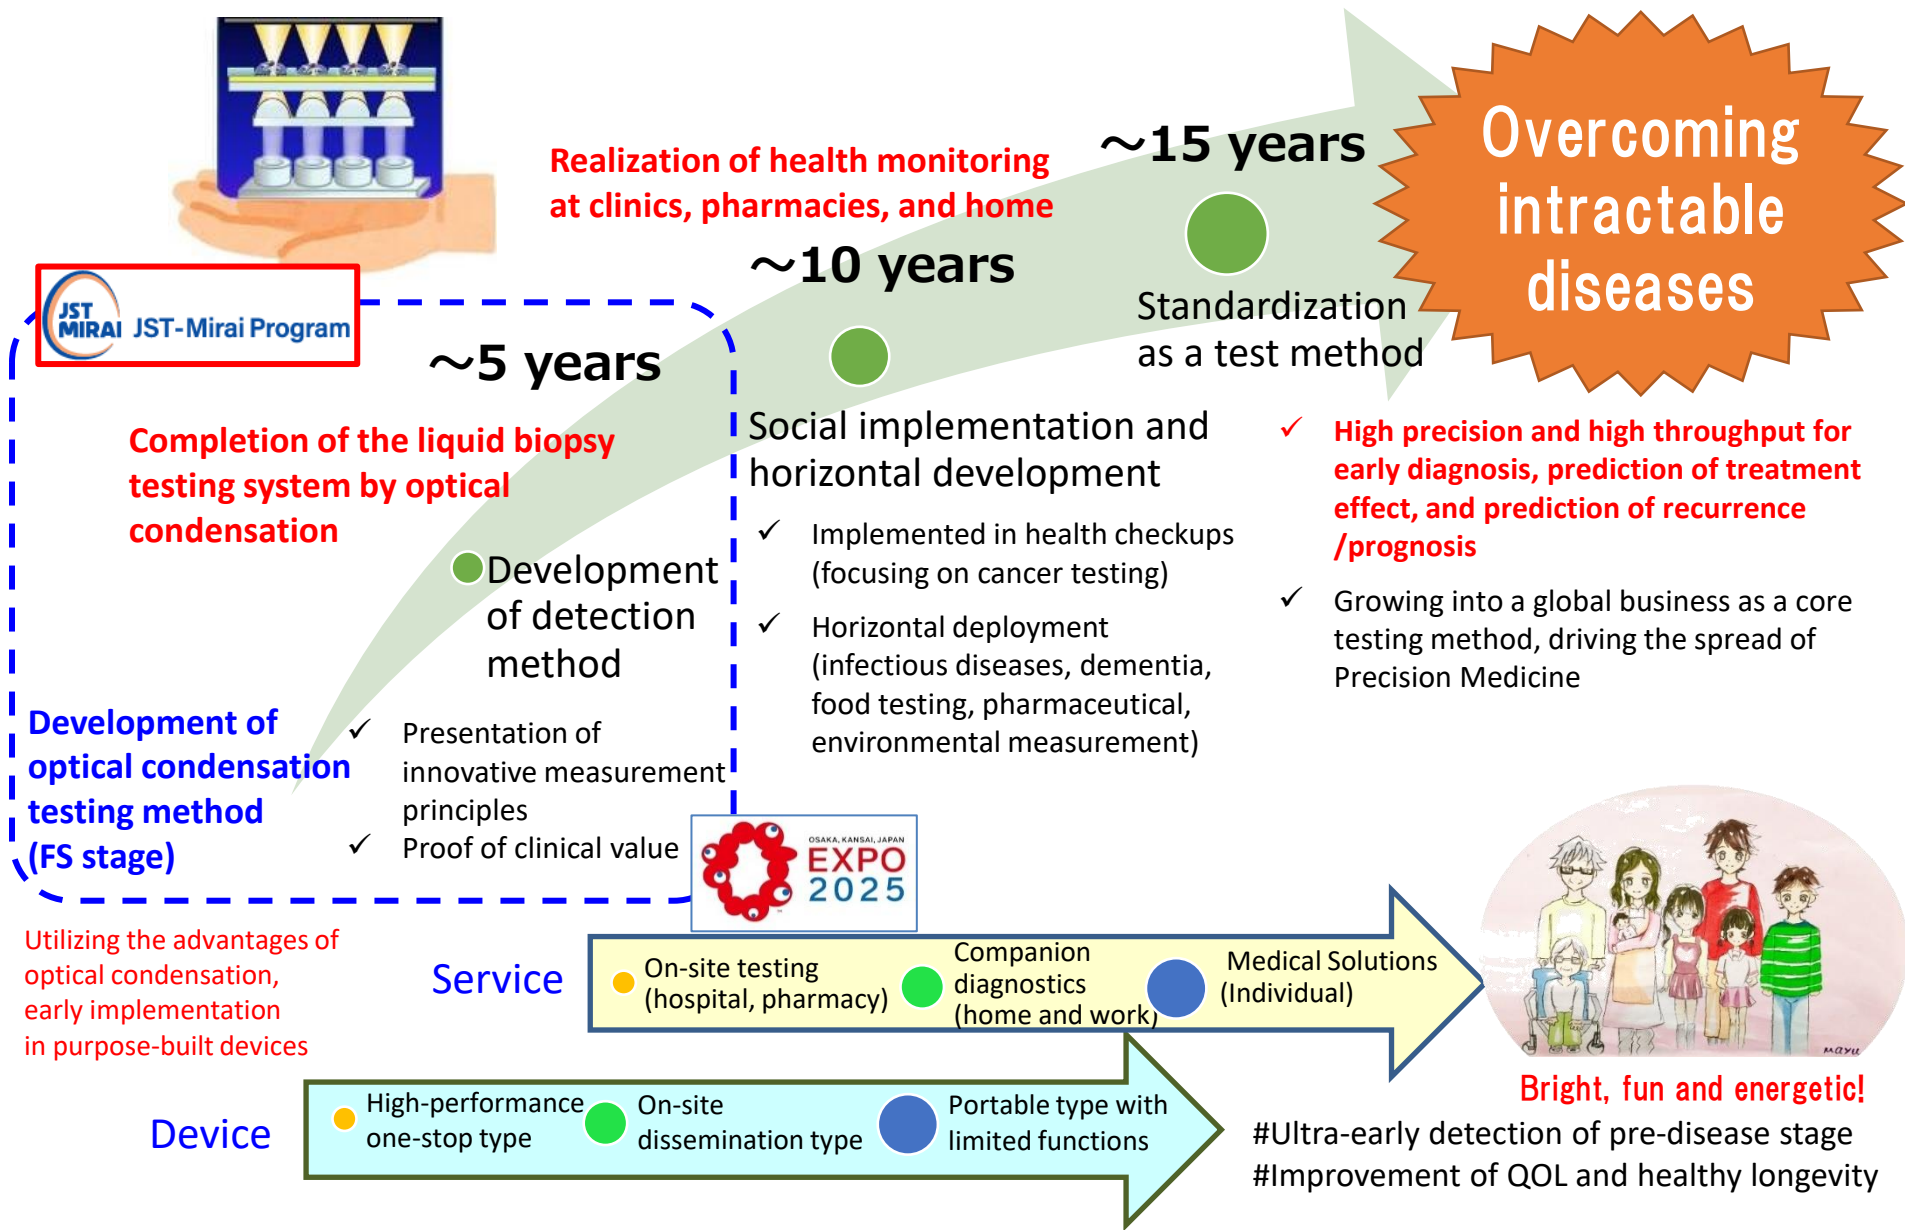 Realization of health monitoring
at clinics, pharmacies, and home
~15 years
Overcoming
intractable
diseases
~10 years
Standardization
as a test method
JST
MIRAI
JST-Mirai Program
~5 years
Completion of the liquid biopsy
testing system by optical
condensation
Development
of detection
method
Development of
optical condensation
testing method
(FS stage)
✓ Presentation of
innovative measurement
principles
✓ Proof of clinical value
Social implementation and
horizontal development
✓ Implemented in health checkups
(focusing on cancer testing)
✓ Horizontal deployment
(infectious diseases, dementia,
food testing, pharmaceutical,
environmental measurement)
✓ High precision and high throughput for
early diagnosis, prediction of treatment
effect, and prediction of recurrence
/prognosis
✓ Growing into a global business as a core
testing method, driving the spread of
Precision Medicine
OSAKA, KANSAI, JAPAN
EXPO
2025
Utilizing the advantages of
optical condensation,
early implementation
in purpose-built devices
Service
On-site testing
(hospital, pharmacy)
Companion
diagnostics
(home and work)
Medical Solutions
(Individual)
Device
High-performance
one-stop type
On-site
dissemination type
Portable type with
limited functions
mayu
Bright, fun and energetic!
#Ultra-early detection of pre-disease stage
#Improvement of QOL and healthy longevity